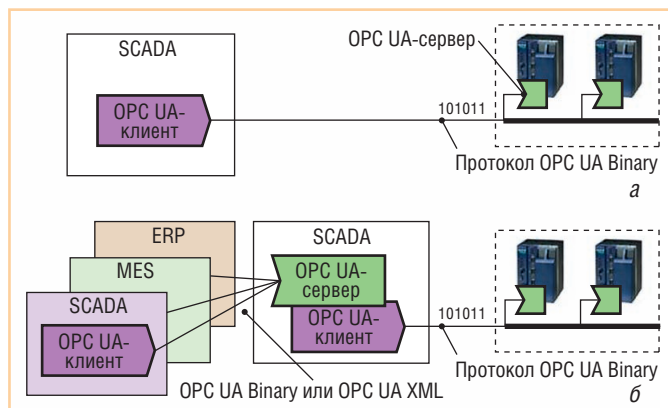 OPC UA-сервер
SCADA
OPC UA-
клиент
101011
Протокол OPC UA Binary
а
ERP
MES
SCADA
OPC UA-
клиент
SCADA
OPC UA-
сервер
OPC UA-
клиент
101011
OPC UA Binary или OPC UA XML
Протокол OPC UA Binary
б